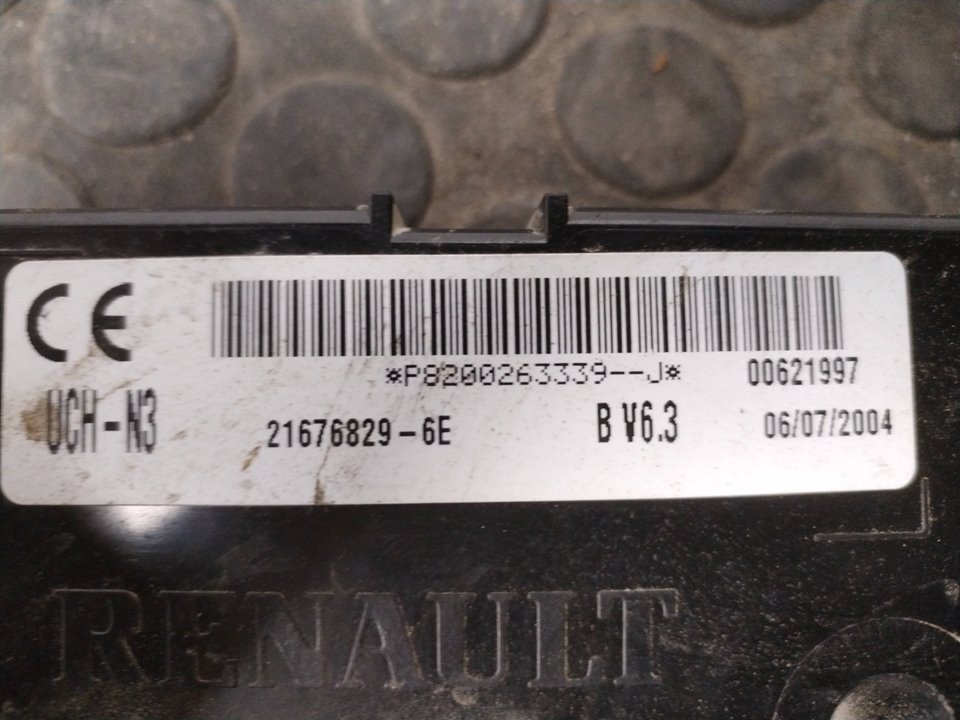 CE
*P8200263339--J* 00621997
UCH-N3 21676829-6E B V6.3 06/07/2004
RENAULT